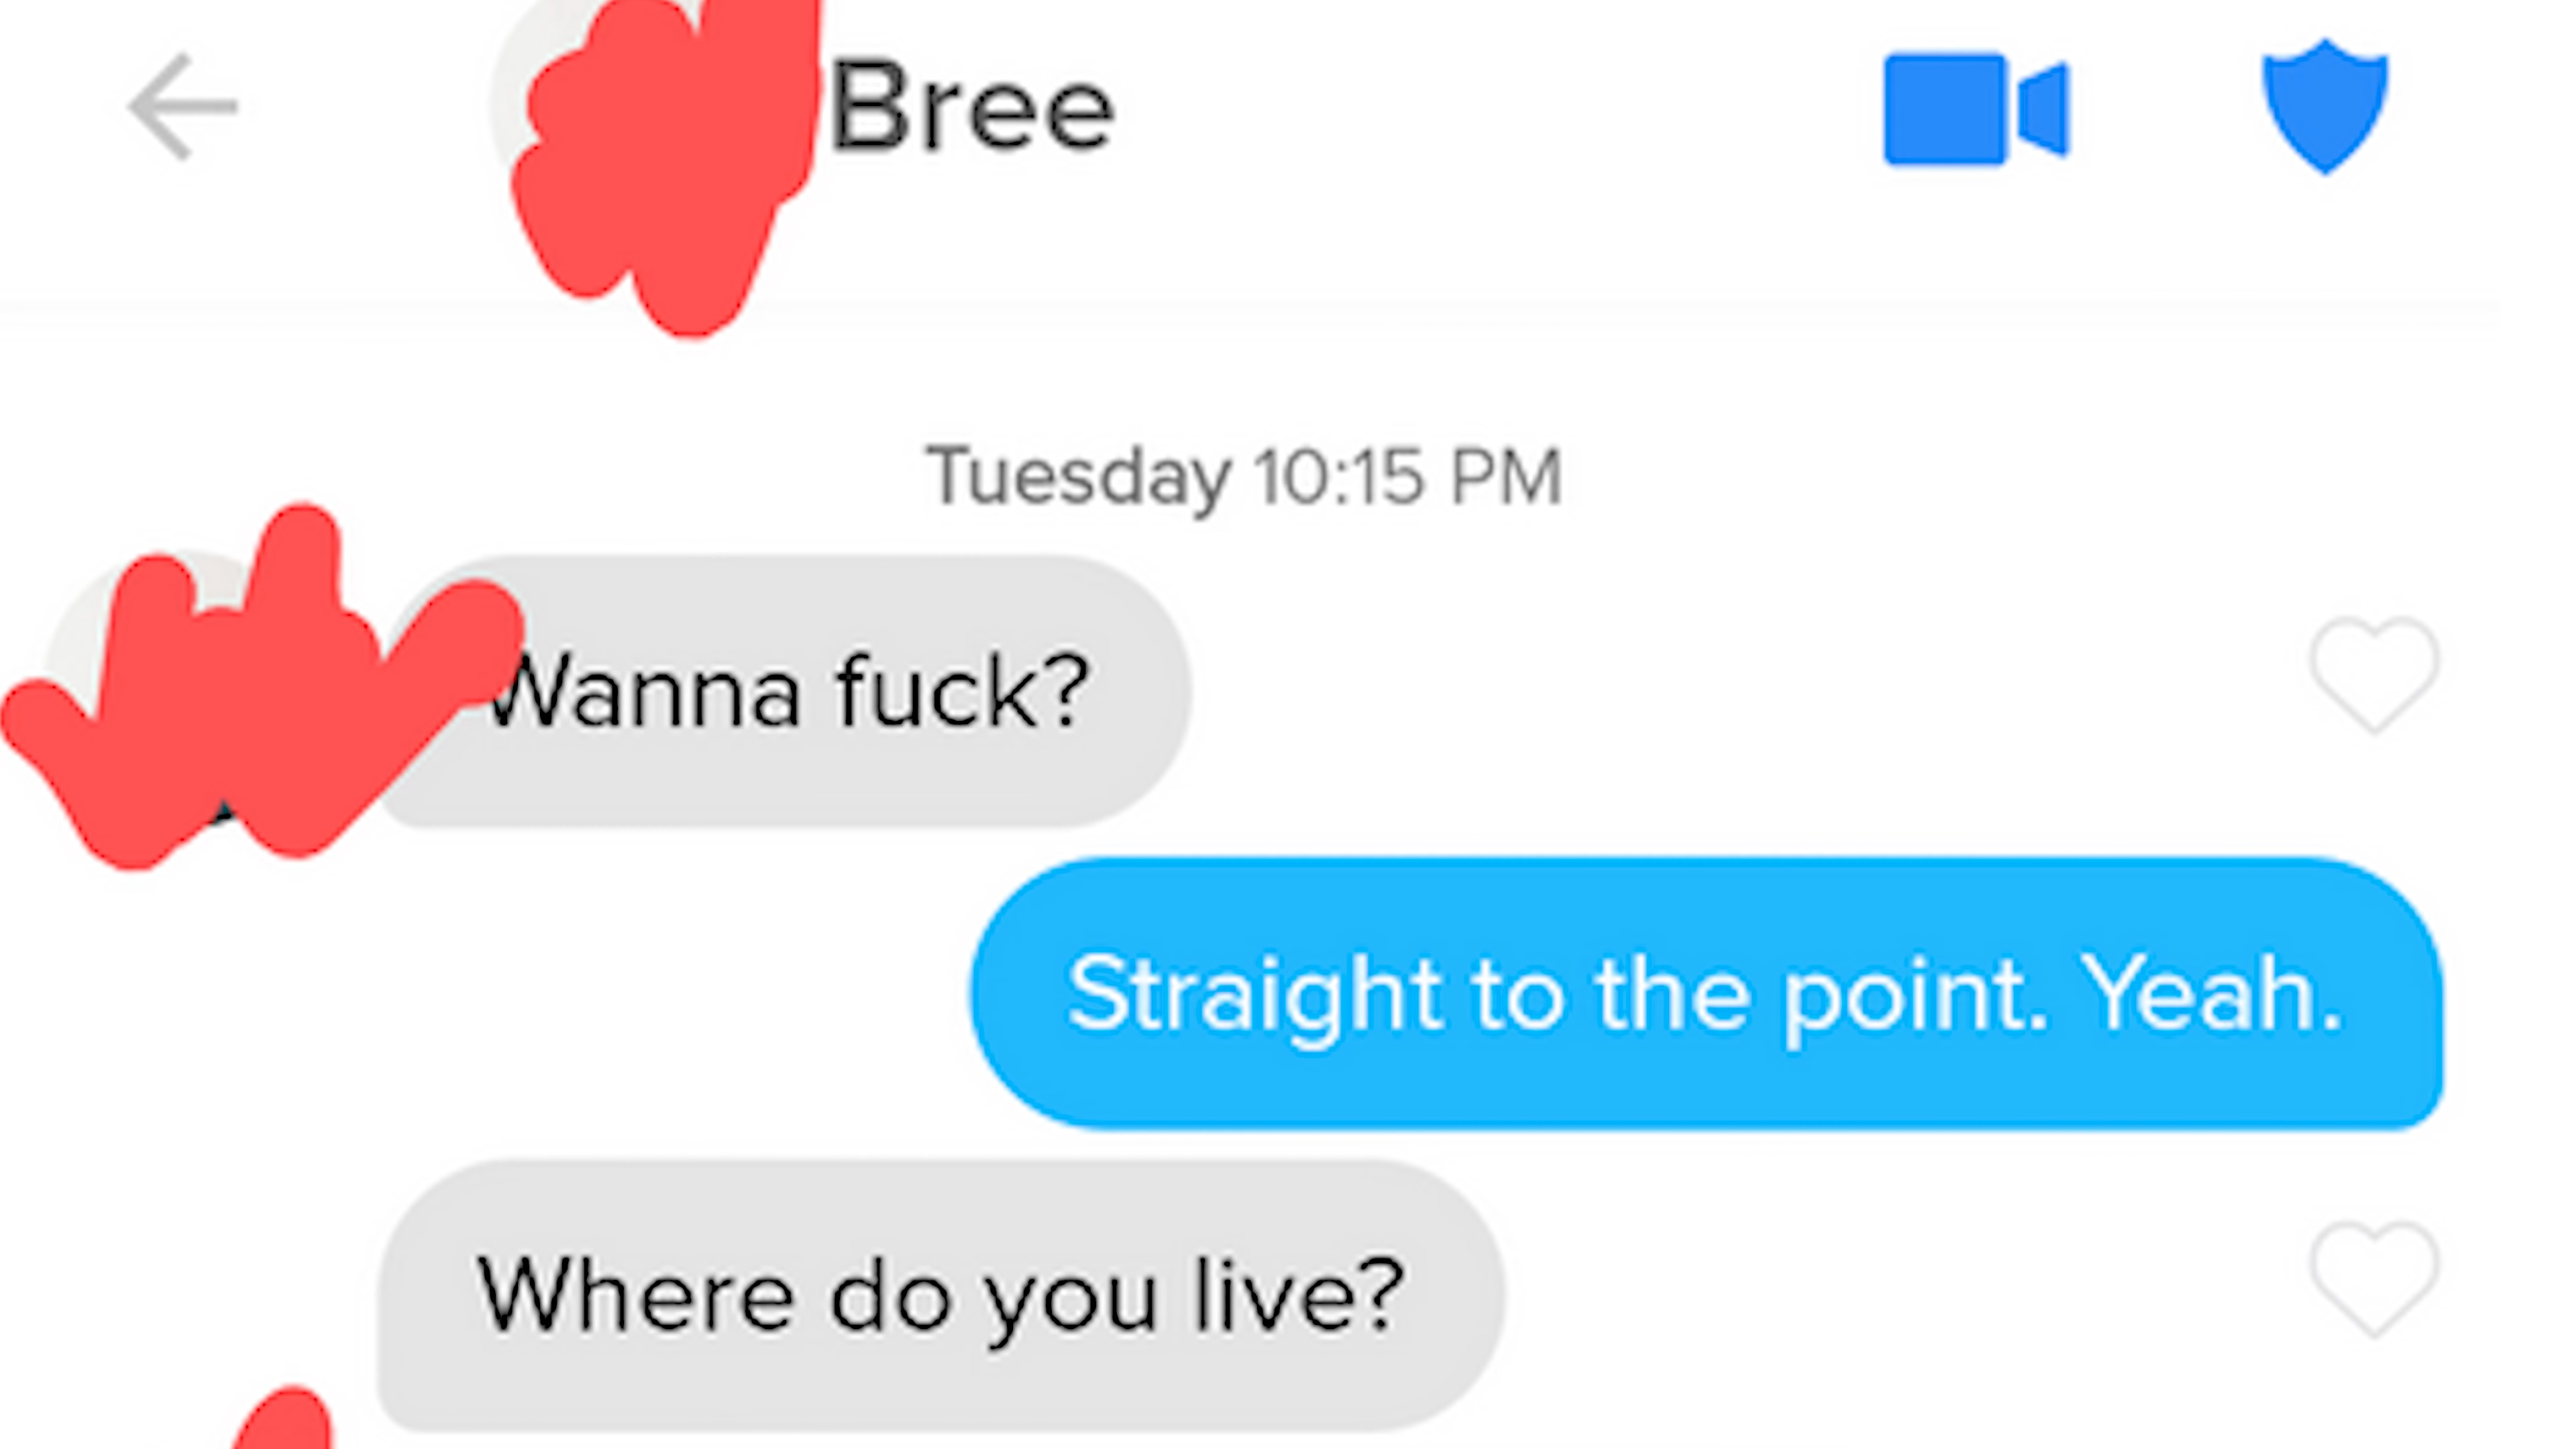 Bree
Tuesday 10:15 PM
Wanna fuck?
Straight to the point. Yeah.
Where do you live?